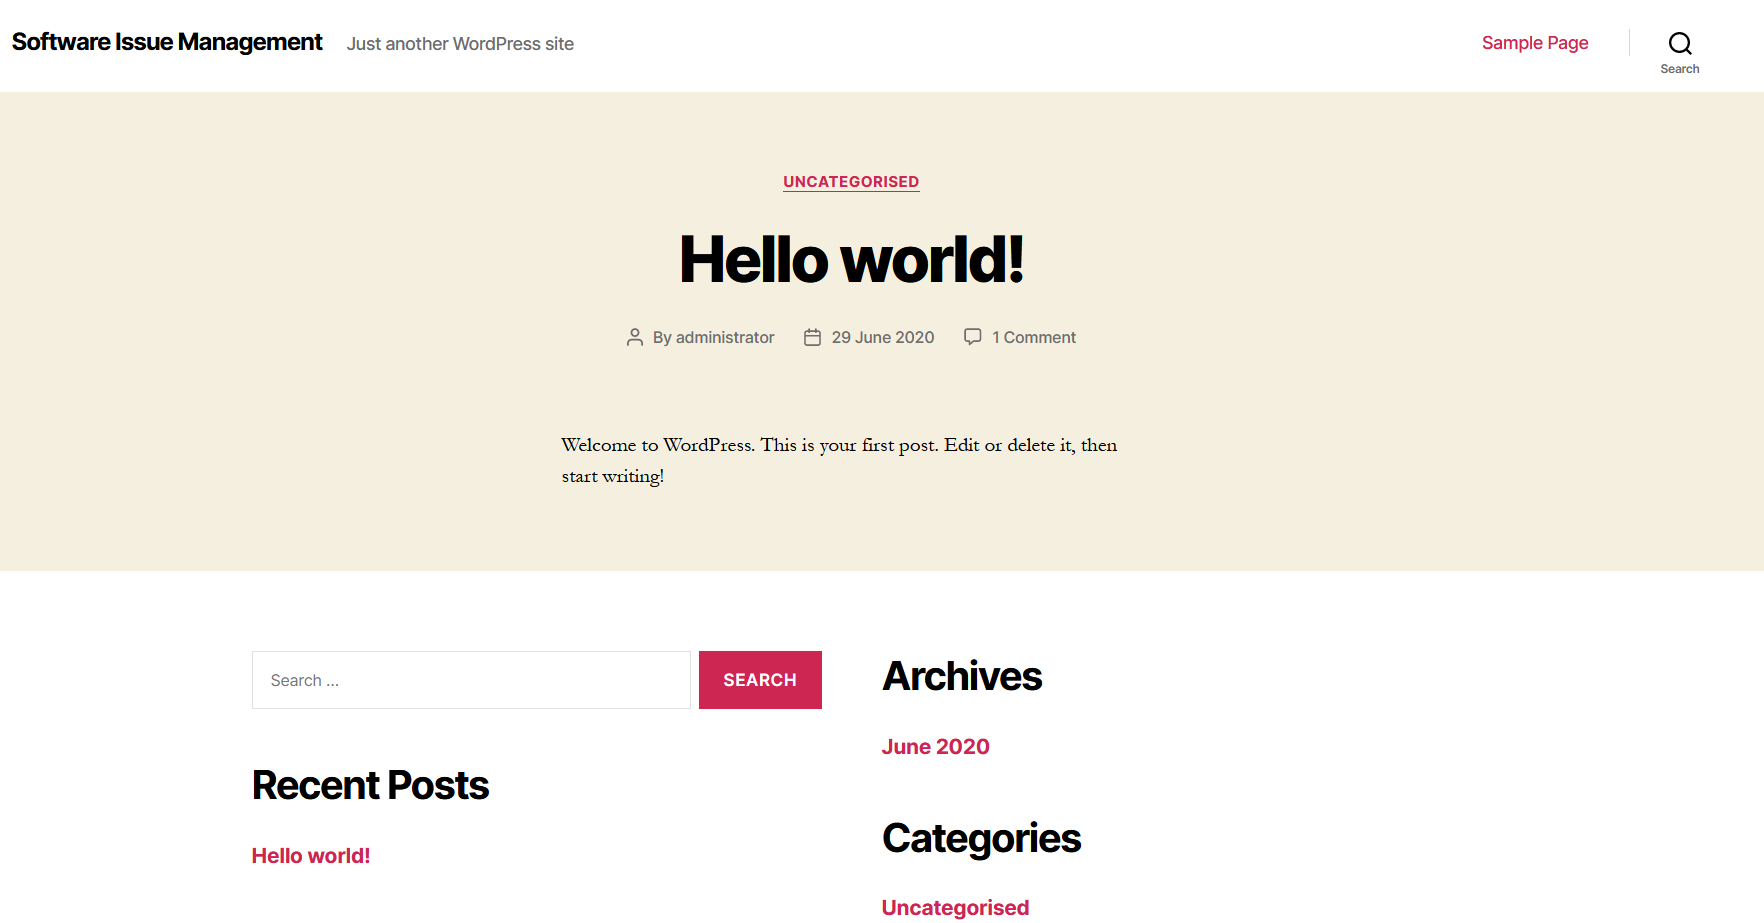 Software Issue Management Just another WordPress site
Sample Page
Search
UNCATEGORISED
Hello world!
By administrator 29 June 2020 1 Comment
Welcome to WordPress. This is your first post. Edit or delete it, then
start writing!
Search ...
SEARCH
Recent Posts
Hello world!
Archives
June 2020
Categories
Uncategorised